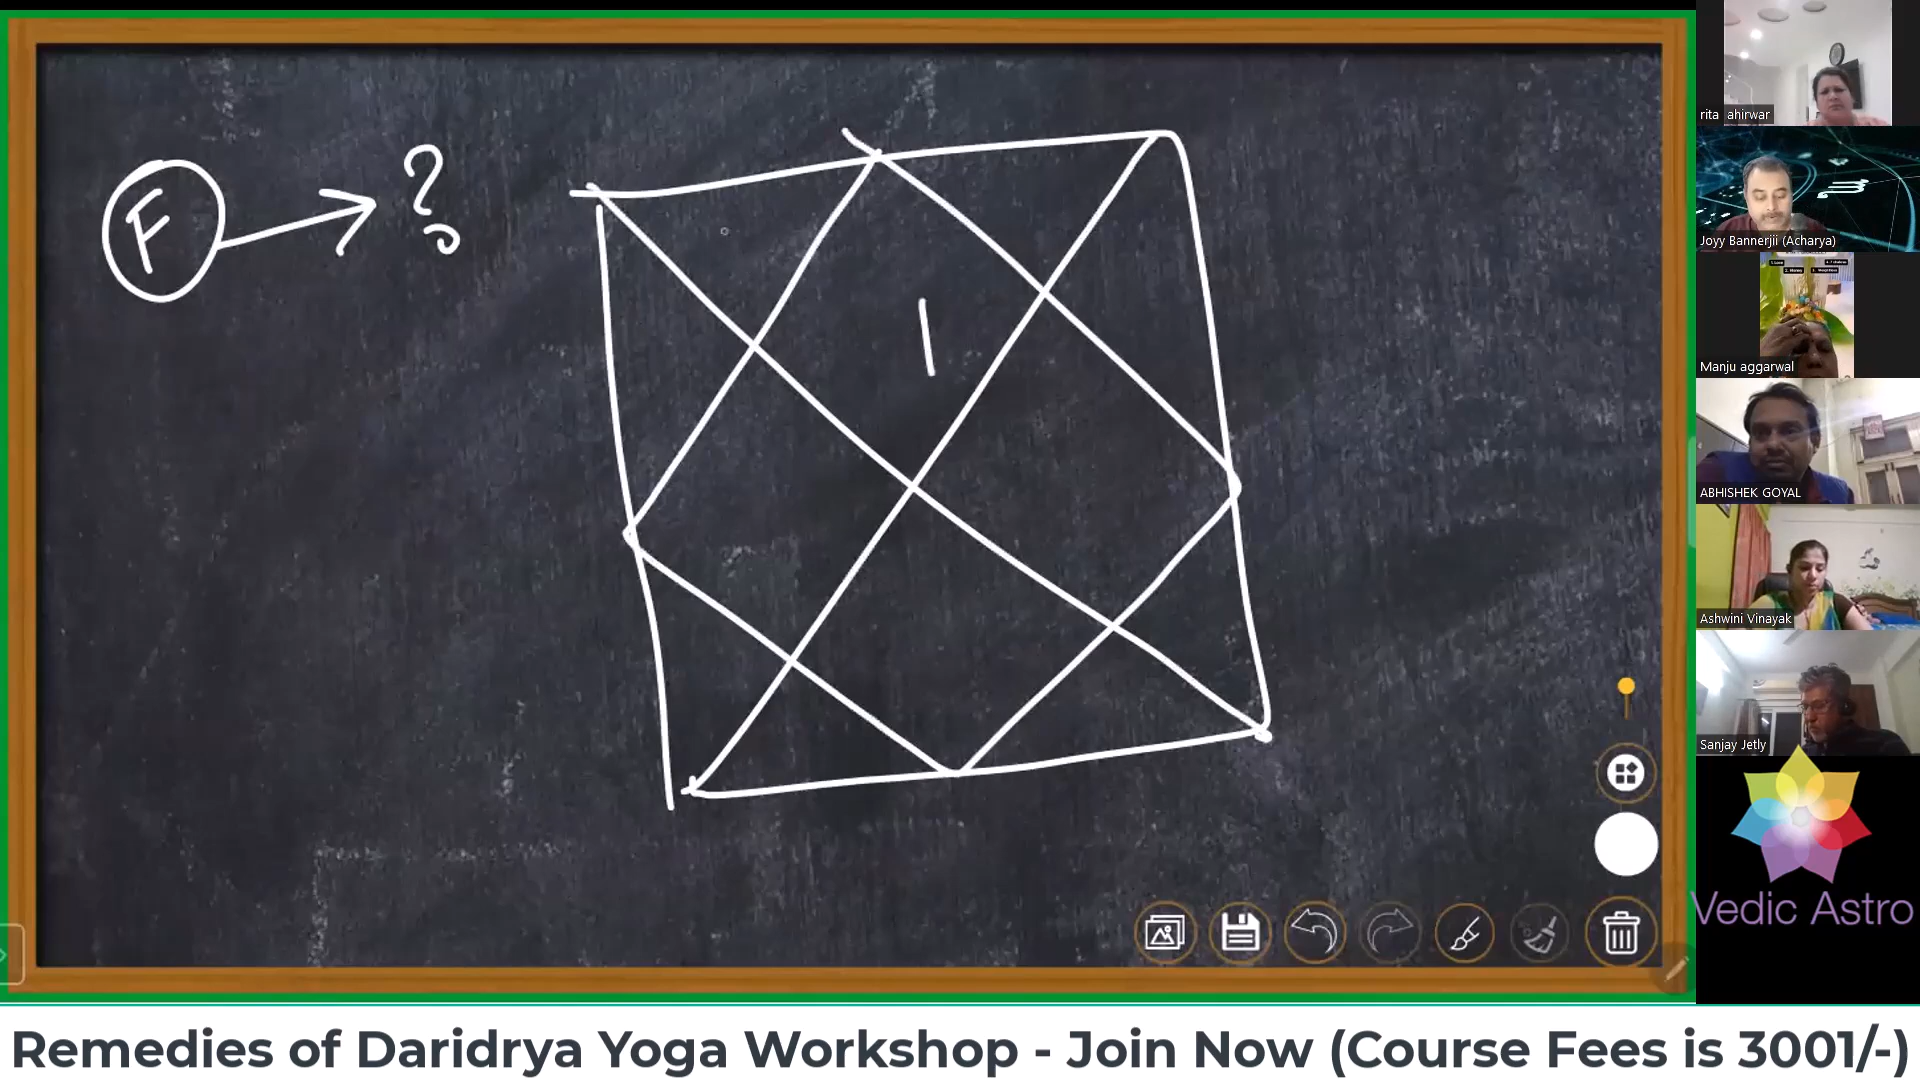 F → ?
1
rita ahirwar
Joyy Bannerjii (Acharya)
Manju aggarwal
ABHISHEK GOYAL
Ashwini Vinayak
Sanjay Jetly
Vedic Astro
Remedies of Daridrya Yoga Workshop - Join Now (Course Fees is 3001/-)